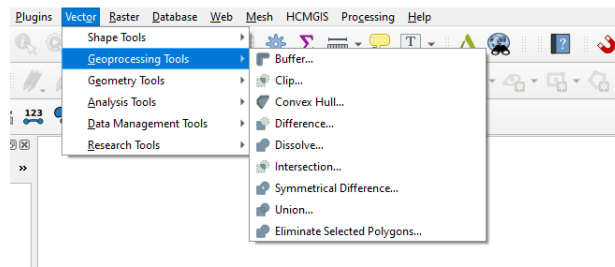 Plugins Vector Raster Database Web Mesh HCMGIS Processing Help
Shape Tools
Geoprocessing Tools
Geometry Tools
Analysis Tools
Data Management Tools
Research Tools
Buffer...
Clip...
Convex Hull...
Difference...
Dissolve...
Intersection...
Symmetrical Difference...
Union...
Eliminate Selected Polygons...
T
?
123
»